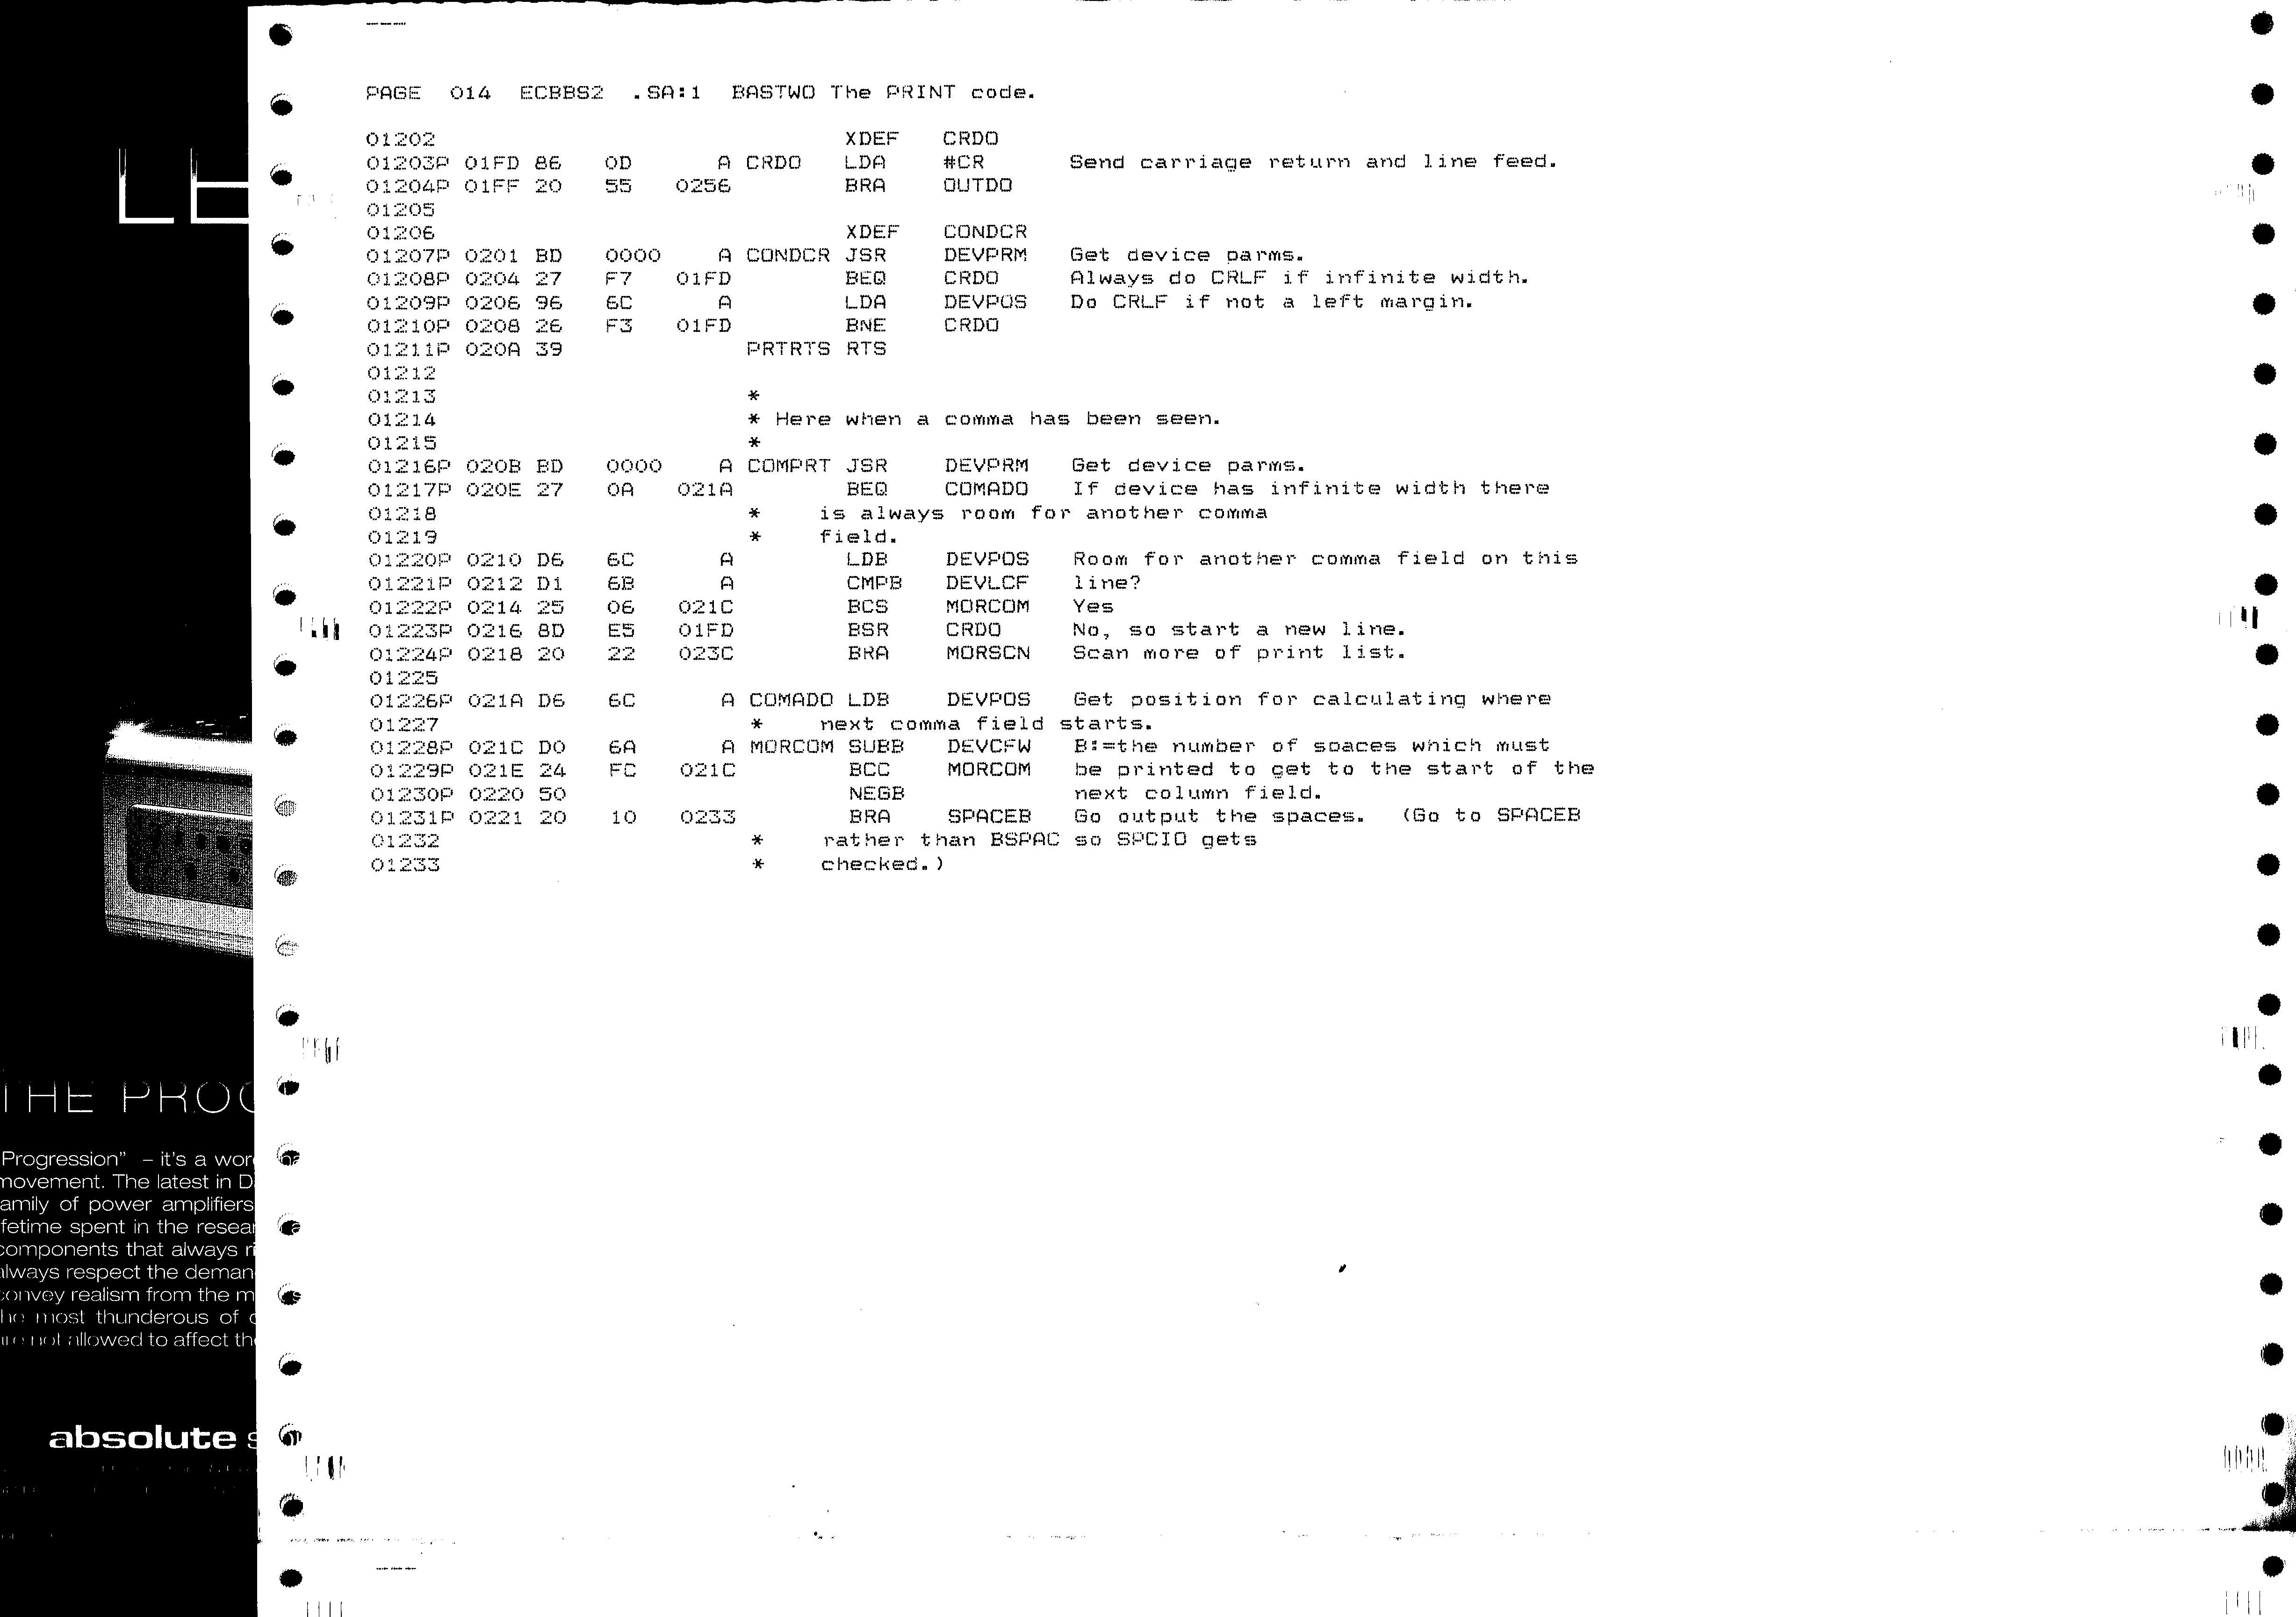 PAGE 014 ECBBS2 .SA:1 BASTWO The PRINT code.
01202 XDEF CRDO
01203P 01FD 86 0D A CRDO LDA #CR Send carriage return and line feed.
01204P 01FF 20 55 0256 BRA OUTDO
01205
01206 XDEF CONDCR
01207P 0201 BD 0000 A CONDCR JSR DEVPRM Get device parms.
01208P 0204 27 F7 01FD BEQ CRDO Always do CRLF if infinite width.
01209P 0206 96 6C A LDA DEVPOS Do CRLF if not a left margin.
01210P 0208 26 F3 01FD BNE CRDO
01211P 020A 39 PRTRTS RTS
01212
01213 *
01214 * Here when a comma has been seen.
01215 *
01216P 020B BD 0000 A COMPRT JSR DEVPRM Get device parms.
01217P 020E 27 0A 021A BEQ COMADO If device has infinite width there
01218 * is always room for another comma
01219 * field.
01220P 0210 D6 6C A LDB DEVPOS Room for another comma field on this
01221P 0212 D1 6B A CMPB DEVLCF line?
01222P 0214 25 06 021C BCS MORCOM Yes
01223P 0216 8D E5 01FD BSR CRDO No, so start a new line.
01224P 0218 20 22 023C BRA MORSCN Scan more of print list.
01225
01226P 021A D6 6C A COMADO LDB DEVPOS Get position for calculating where
01227 * next comma field starts.
01228P 021C D0 6A A MORCOM SUBB DEVCFW B:=the number of spaces which must
01229P 021E 24 FC 021C BCC MORCOM be printed to get to the start of the
01230P 0220 50 NEGB next column field.
01231P 0221 20 10 0233 BRA SPACEB Go output the spaces. (Go to SPACEB
01232 * rather than BSPAC so SPCIO gets
01233 * checked.)
LE
THE PROG
Progression" – it's a wor
movement. The latest in D
amily of power amplifiers
fetime spent in the resear
components that always ri
always respect the deman
convey realism from the m
he most thunderous of
are not allowed to affect the
absolute s